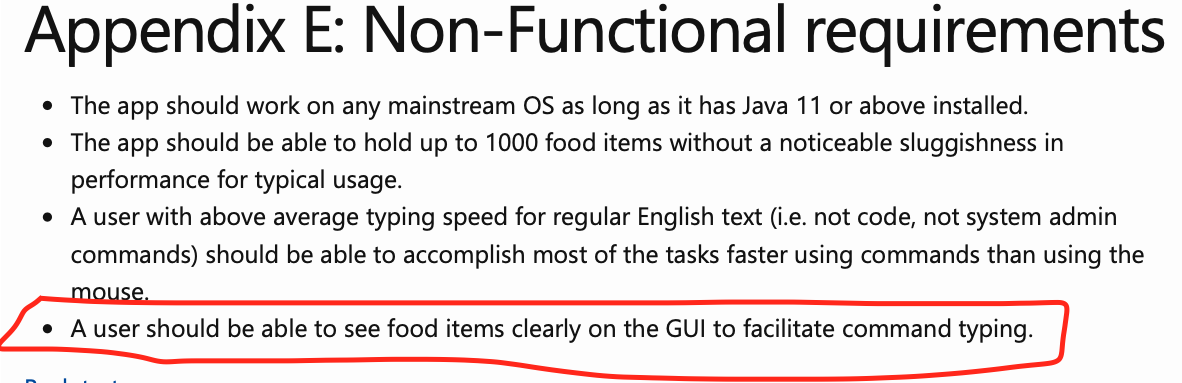 Appendix E: Non-Functional requirements
• The app should work on any mainstream OS as long as it has Java 11 or above installed.
• The app should be able to hold up to 1000 food items without a noticeable sluggishness in
performance for typical usage.
• A user with above average typing speed for regular English text (i.e. not code, not system admin
commands) should be able to accomplish most of the tasks faster using commands than using the
mouse.
• A user should be able to see food items clearly on the GUI to facilitate command typing.